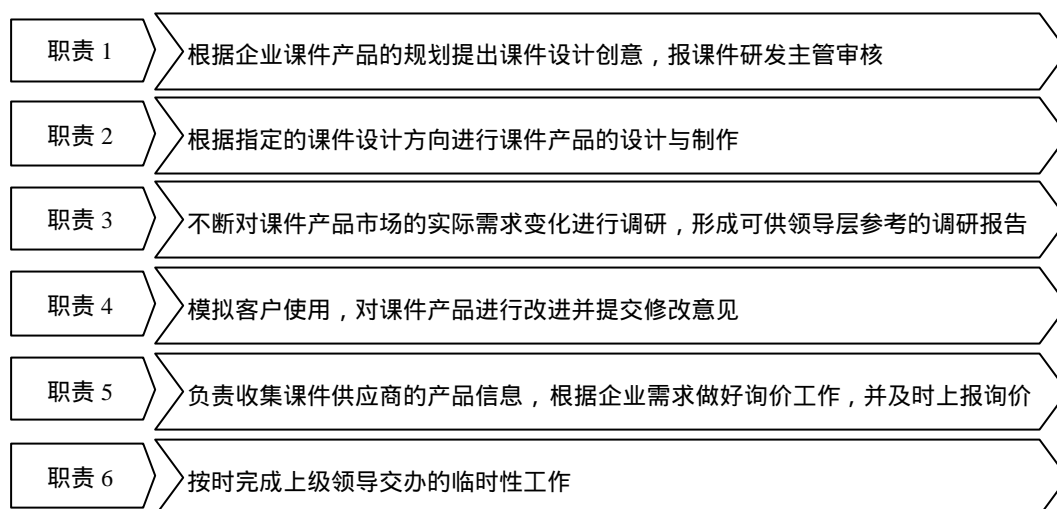 职责 1
根据企业课件产品的规划提出课件设计创意，报课件研发主管审核
职责 2
根据指定的课件设计方向进行课件产品的设计与制作
职责 3
不断对课件产品市场的实际需求变化进行调研，形成可供领导层参考的调研报告
职责 4
模拟客户使用，对课件产品进行改进并提交修改意见
职责 5
负责收集课件供应商的产品信息，根据企业需求做好询价工作，并及时上报询价
职责 6
按时完成上级领导交办的临时性工作